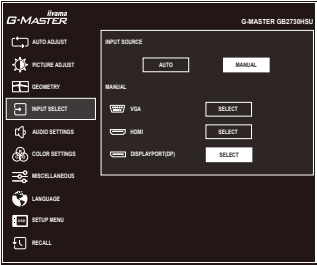 iiyama
G-MASTER
G-MASTER GB2730HSU
AUTO ADJUST
PICTURE ADJUST
GEOMETRY
INPUT SELECT
AUDIO SETTINGS
COLOR SETTINGS
MISCELLANEOUS
LANGUAGE
OSD
SETUP MENU
RECALL
INPUT SOURCE
AUTO
MANUAL
MANUAL
VGA
SELECT
HDMI
SELECT
DISPLAYPORT(DP)
SELECT